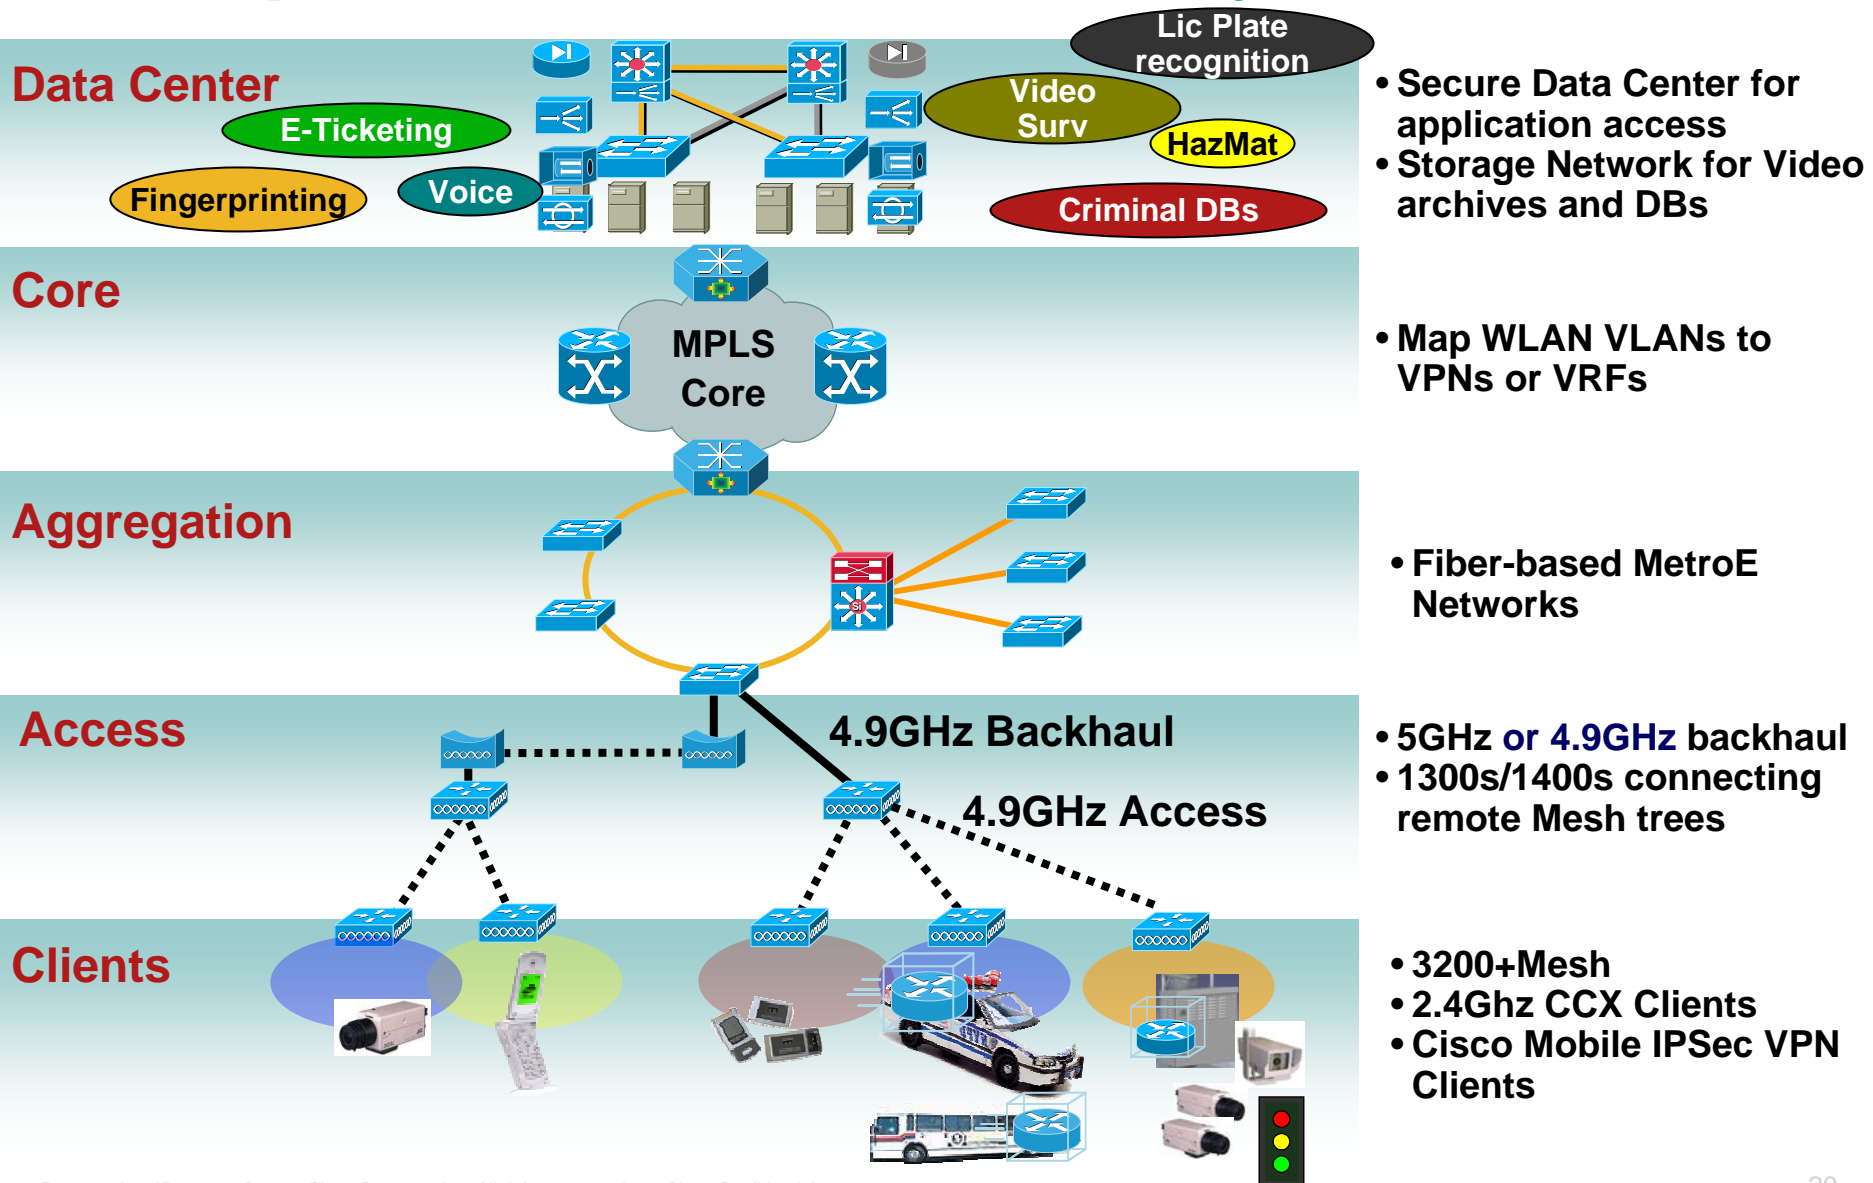 Lic Plate
recognition
Data Center
Video
Surv
E-Ticketing
HazMat
Fingerprinting
Voice
Criminal DBs
• Secure Data Center for
application access
• Storage Network for Video
archives and DBs
Core
MPLS
Core
• Map WLAN VLANs to
VPNs or VRFs
Aggregation
Si
• Fiber-based MetroE
Networks
Access
4.9GHz Backhaul
4.9GHz Access
• 5GHz or 4.9GHz backhaul
• 1300s/1400s connecting
remote Mesh trees
Clients
• 3200+Mesh
• 2.4Ghz CCX Clients
• Cisco Mobile IPSec VPN
Clients